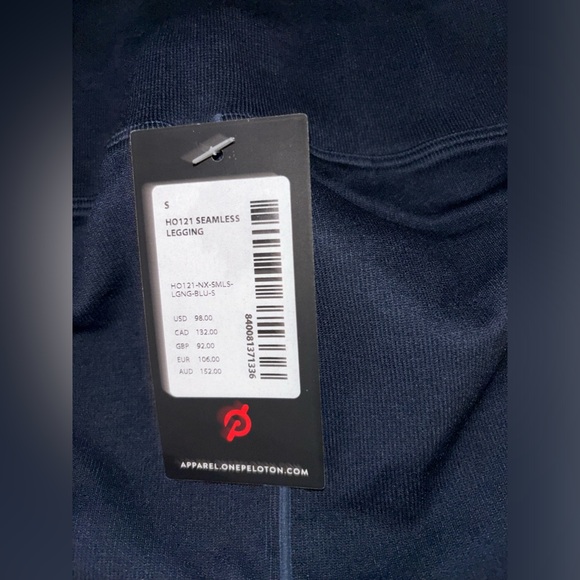 S
HO121 SEAMLESS
LEGGING
HO121-NX-SMLS-
LGNG-BLU-S
USD 98.00
CAD 132.00
GBP 92.00
EUR 106.00
AUD 152.00
840081371336
APPAREL.ONEPELOTON.COM